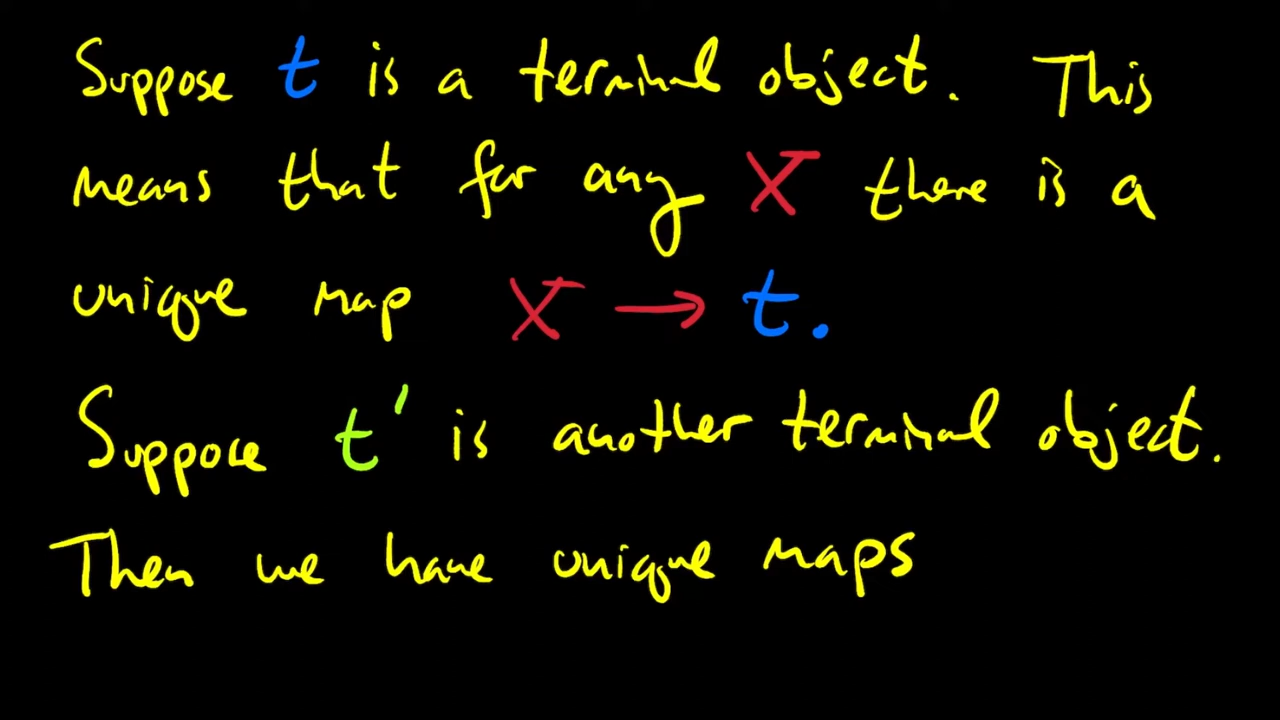 Suppose t is a terminal object. This
means that for any X there is a
unique map X → t.
Suppose t' is another terminal object.
Then we have unique maps